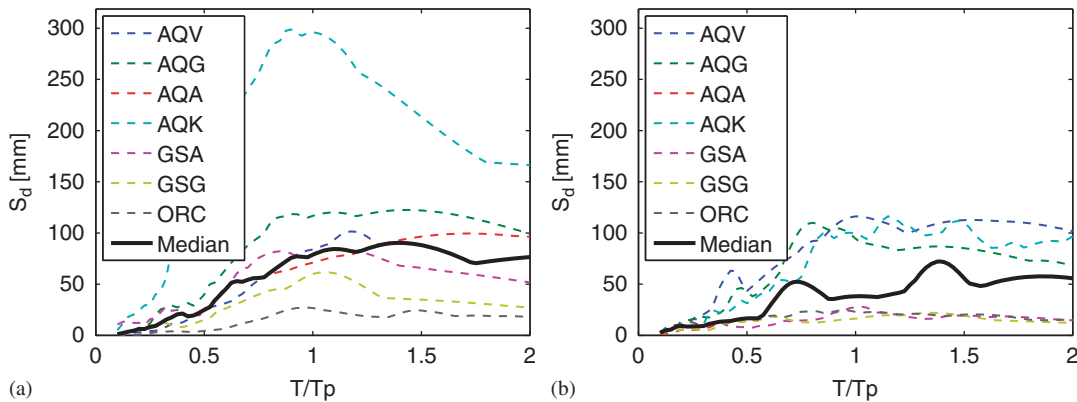 300
250
200
150
100
50
0
S_d [mm]
AQV
AQG
AQA
AQK
GSA
GSG
ORC
Median
0
0.5
1
1.5
2
T/Tp
(a)
300
250
200
150
100
50
0
S_d [mm]
AQV
AQG
AQA
AQK
GSA
GSG
ORC
Median
0
0.5
1
1.5
2
T/Tp
(b)